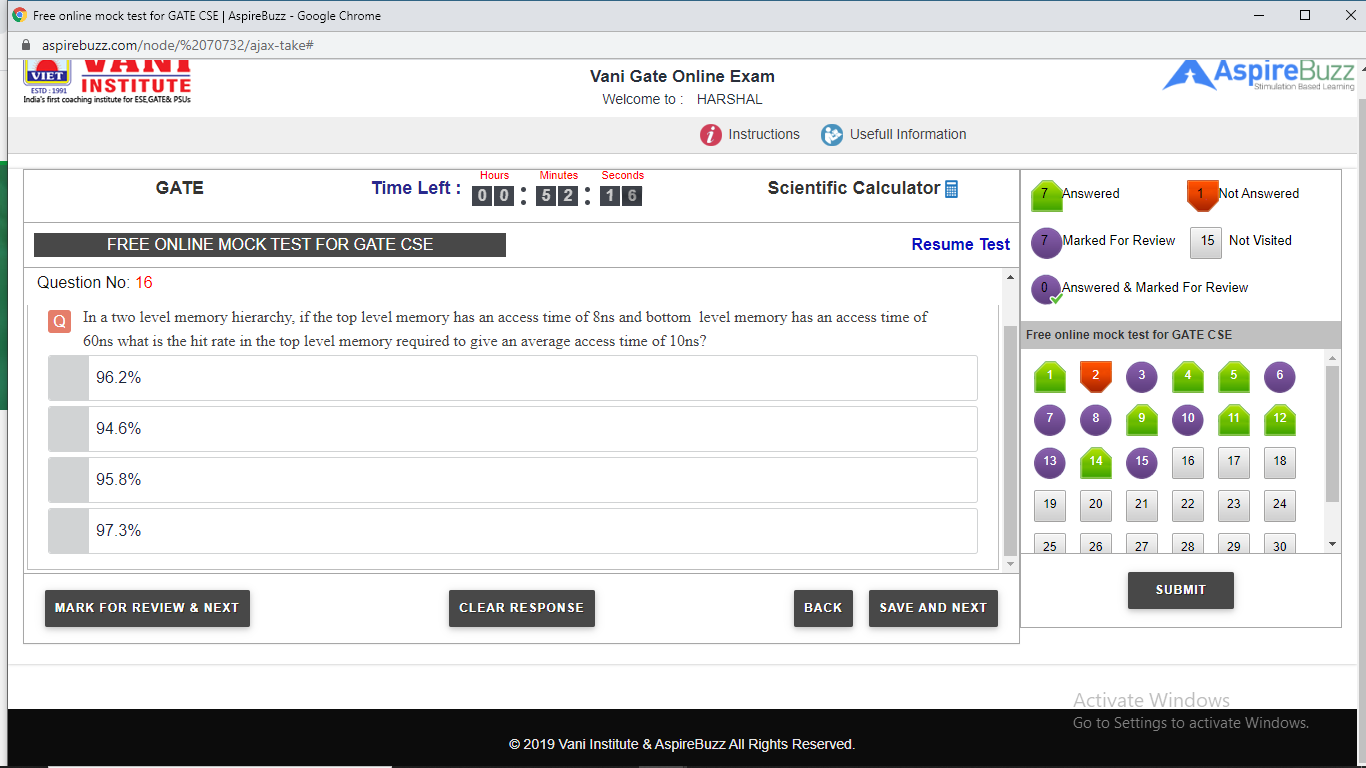 Free online mock test for GATE CSE | AspireBuzz - Google Chrome
aspirebuzz.com/node/%2070732/ajax-take#
VIET
ESTD : 1991
VANI
INSTITUTE
India's first coaching institute for ESE,GATE& PSUs
Vani Gate Online Exam
Welcome to : HARSHAL
AspireBuzz
Stimulation Based Learning
i Instructions
Usefull Information
GATE
Time Left :
Hours Minutes Seconds
0 0 : 5 2 : 1 6
Scientific Calculator
FREE ONLINE MOCK TEST FOR GATE CSE
Resume Test
Question No: 16
Q In a two level memory hierarchy, if the top level memory has an access time of 8ns and bottom level memory has an access time of
60ns what is the hit rate in the top level memory required to give an average access time of 10ns?
96.2%
94.6%
95.8%
97.3%
MARK FOR REVIEW & NEXT
CLEAR RESPONSE
BACK
SAVE AND NEXT
7 Answered
1 Not Answered
7 Marked For Review
15 Not Visited
0 Answered & Marked For Review
Free online mock test for GATE CSE
1 2 3 4 5 6
7 8 9 10 11 12
13 14 15 16 17 18
19 20 21 22 23 24
25 26 27 28 29 30
SUBMIT
Activate Windows
Go to Settings to activate Windows.
© 2019 Vani Institute & AspireBuzz All Rights Reserved.